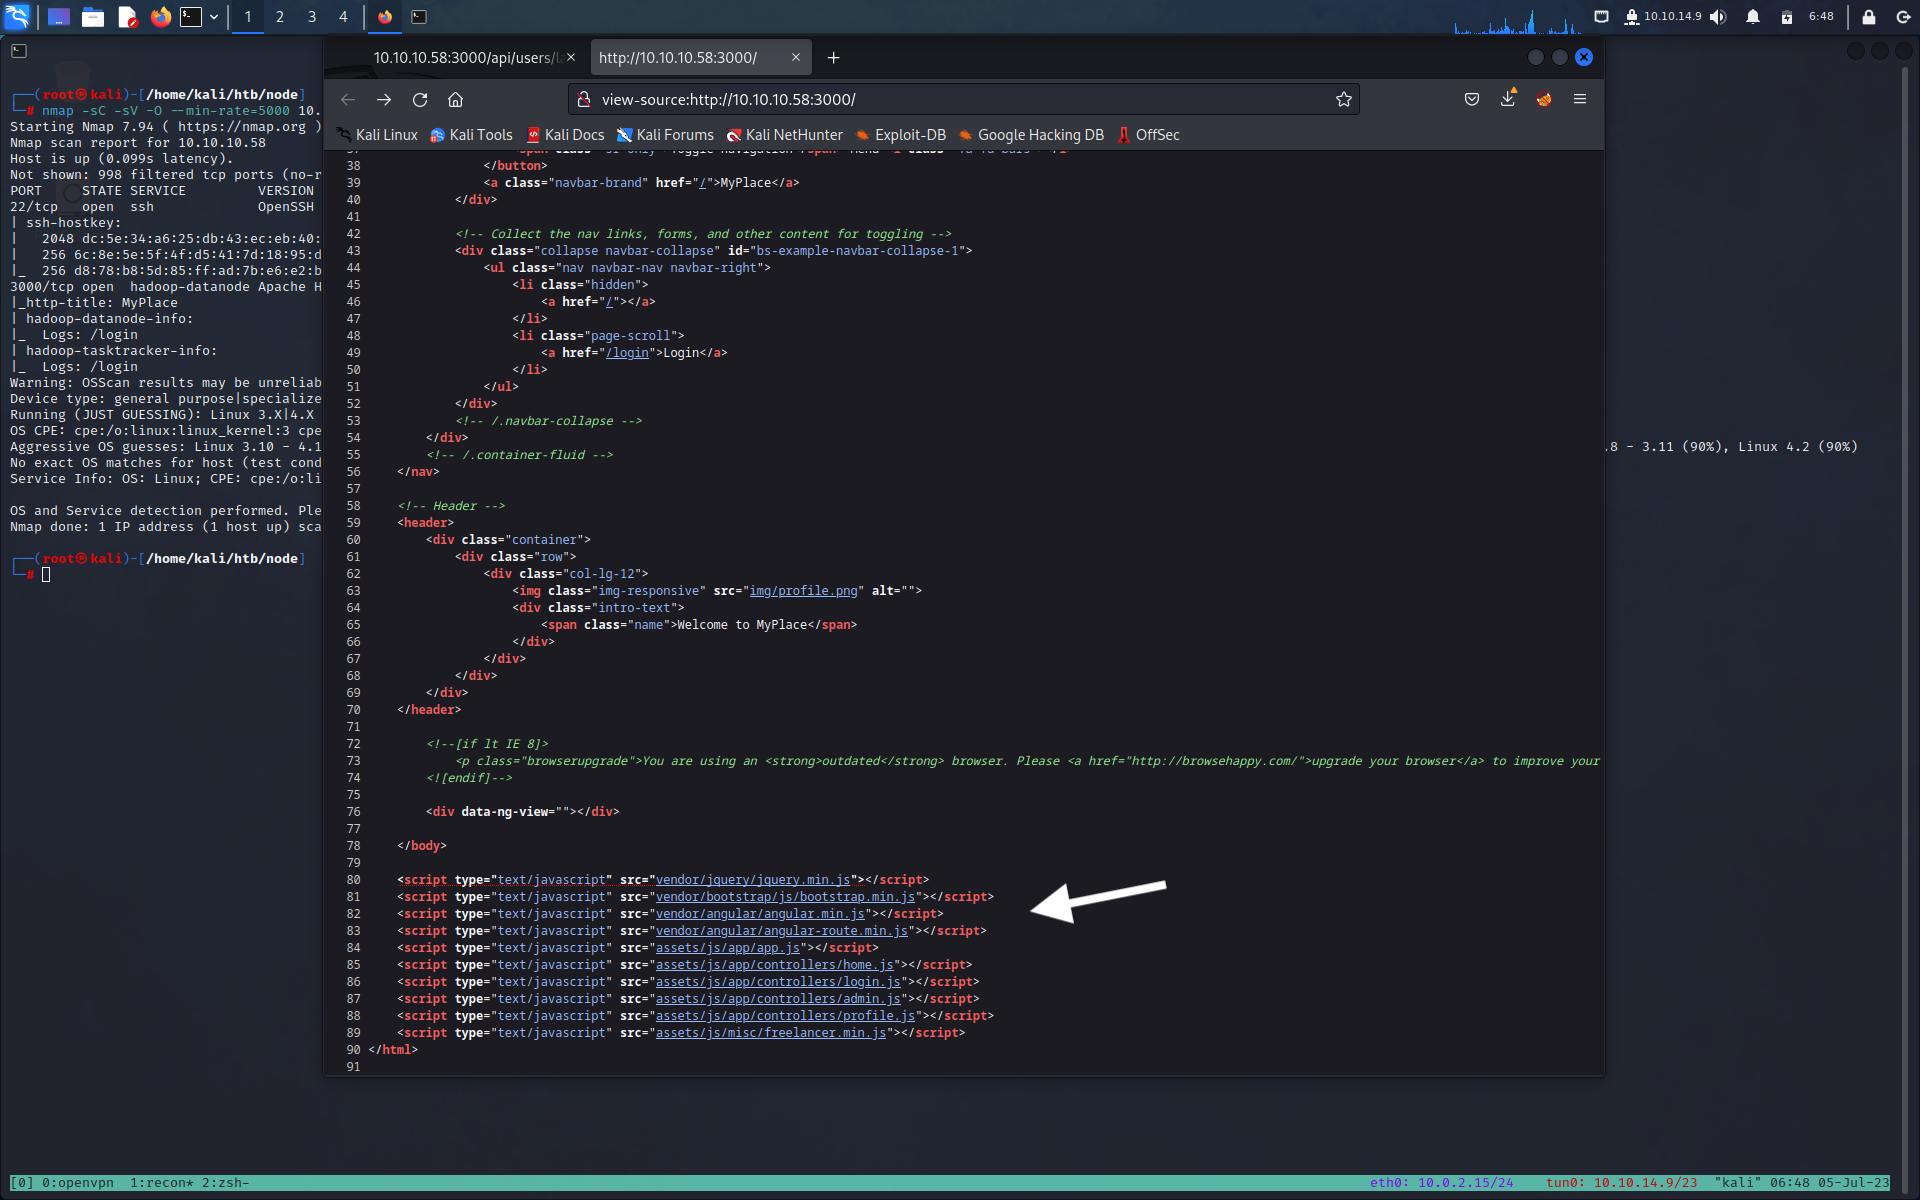 1 2 3 4
10.10.14.9
6:48
10.10.10.58:3000/api/users/
http://10.10.10.58:3000/
view-source:http://10.10.10.58:3000/
Kali Linux Kali Tools Kali Docs Kali Forums Kali NetHunter Exploit-DB Google Hacking DB OffSec
┌──(root㉿kali)-[/home/kali/htb/node]
└─# nmap -sC -sV -O --min-rate=5000 10.
Starting Nmap 7.94 ( https://nmap.org )
Nmap scan report for 10.10.10.58
Host is up (0.099s latency).
Not shown: 998 filtered tcp ports (no-r
PORT     STATE SERVICE         VERSION
22/tcp   open  ssh             OpenSSH
| ssh-hostkey:
|   2048 dc:5e:34:a6:25:db:43:ec:eb:40:
|   256 6c:8e:5e:5f:4f:d5:41:7d:18:95:d
|_  256 d8:78:b8:5d:85:ff:ad:7b:e6:e2:b
3000/tcp open  hadoop-datanode Apache H
|_http-title: MyPlace
| hadoop-datanode-info:
|_  Logs: /login
| hadoop-tasktracker-info:
|_  Logs: /login
Warning: OSScan results may be unreliab
Device type: general purpose|specialize
Running (JUST GUESSING): Linux 3.X|4.X
OS CPE: cpe:/o:linux:linux_kernel:3 cpe
Aggressive OS guesses: Linux 3.10 - 4.1
.8 - 3.11 (90%), Linux 4.2 (90%)
No exact OS matches for host (test cond
Service Info: OS: Linux; CPE: cpe:/o:li
OS and Service detection performed. Ple
Nmap done: 1 IP address (1 host up) sca
┌──(root㉿kali)-[/home/kali/htb/node]
└─#
38 </button>
39 <a class="navbar-brand" href="/">MyPlace</a>
40 </div>
41
42 <!-- Collect the nav links, forms, and other content for toggling -->
43 <div class="collapse navbar-collapse" id="bs-example-navbar-collapse-1">
44 <ul class="nav navbar-nav navbar-right">
45 <li class="hidden">
46 <a href="/"></a>
47 </li>
48 <li class="page-scroll">
49 <a href="/login">Login</a>
50 </li>
51 </ul>
52 </div>
53 <!-- /.navbar-collapse -->
54 </div>
55 <!-- /.container-fluid -->
56 </nav>
57
58 <!-- Header -->
59 <header>
60 <div class="container">
61 <div class="row">
62 <div class="col-lg-12">
63 <img class="img-responsive" src="img/profile.png" alt="">
64 <div class="intro-text">
65 <span class="name">Welcome to MyPlace</span>
66 </div>
67 </div>
68 </div>
69 </div>
70 </header>
71
72 <!--[if lt IE 8]>
73 <p class="browserupgrade">You are using an <strong>outdated</strong> browser. Please <a href="http://browsehappy.com/">upgrade your browser</a> to improve your
74 <![endif]-->
75
76 <div data-ng-view=""></div>
77
78 </body>
79
80 <script type="text/javascript" src="vendor/jquery/jquery.min.js"></script>
81 <script type="text/javascript" src="vendor/bootstrap/js/bootstrap.min.js"></script>
82 <script type="text/javascript" src="vendor/angular/angular.min.js"></script>
83 <script type="text/javascript" src="vendor/angular/angular-route.min.js"></script>
84 <script type="text/javascript" src="assets/js/app/app.js"></script>
85 <script type="text/javascript" src="assets/js/app/controllers/home.js"></script>
86 <script type="text/javascript" src="assets/js/app/controllers/login.js"></script>
87 <script type="text/javascript" src="assets/js/app/controllers/admin.js"></script>
88 <script type="text/javascript" src="assets/js/app/controllers/profile.js"></script>
89 <script type="text/javascript" src="assets/js/misc/freelancer.min.js"></script>
90 </html>
91
[0] 0:openvpn  1:recon* 2:zsh-
eth0: 10.0.2.15/24    tun0: 10.10.14.9/23  "kali" 06:48 05-Jul-23